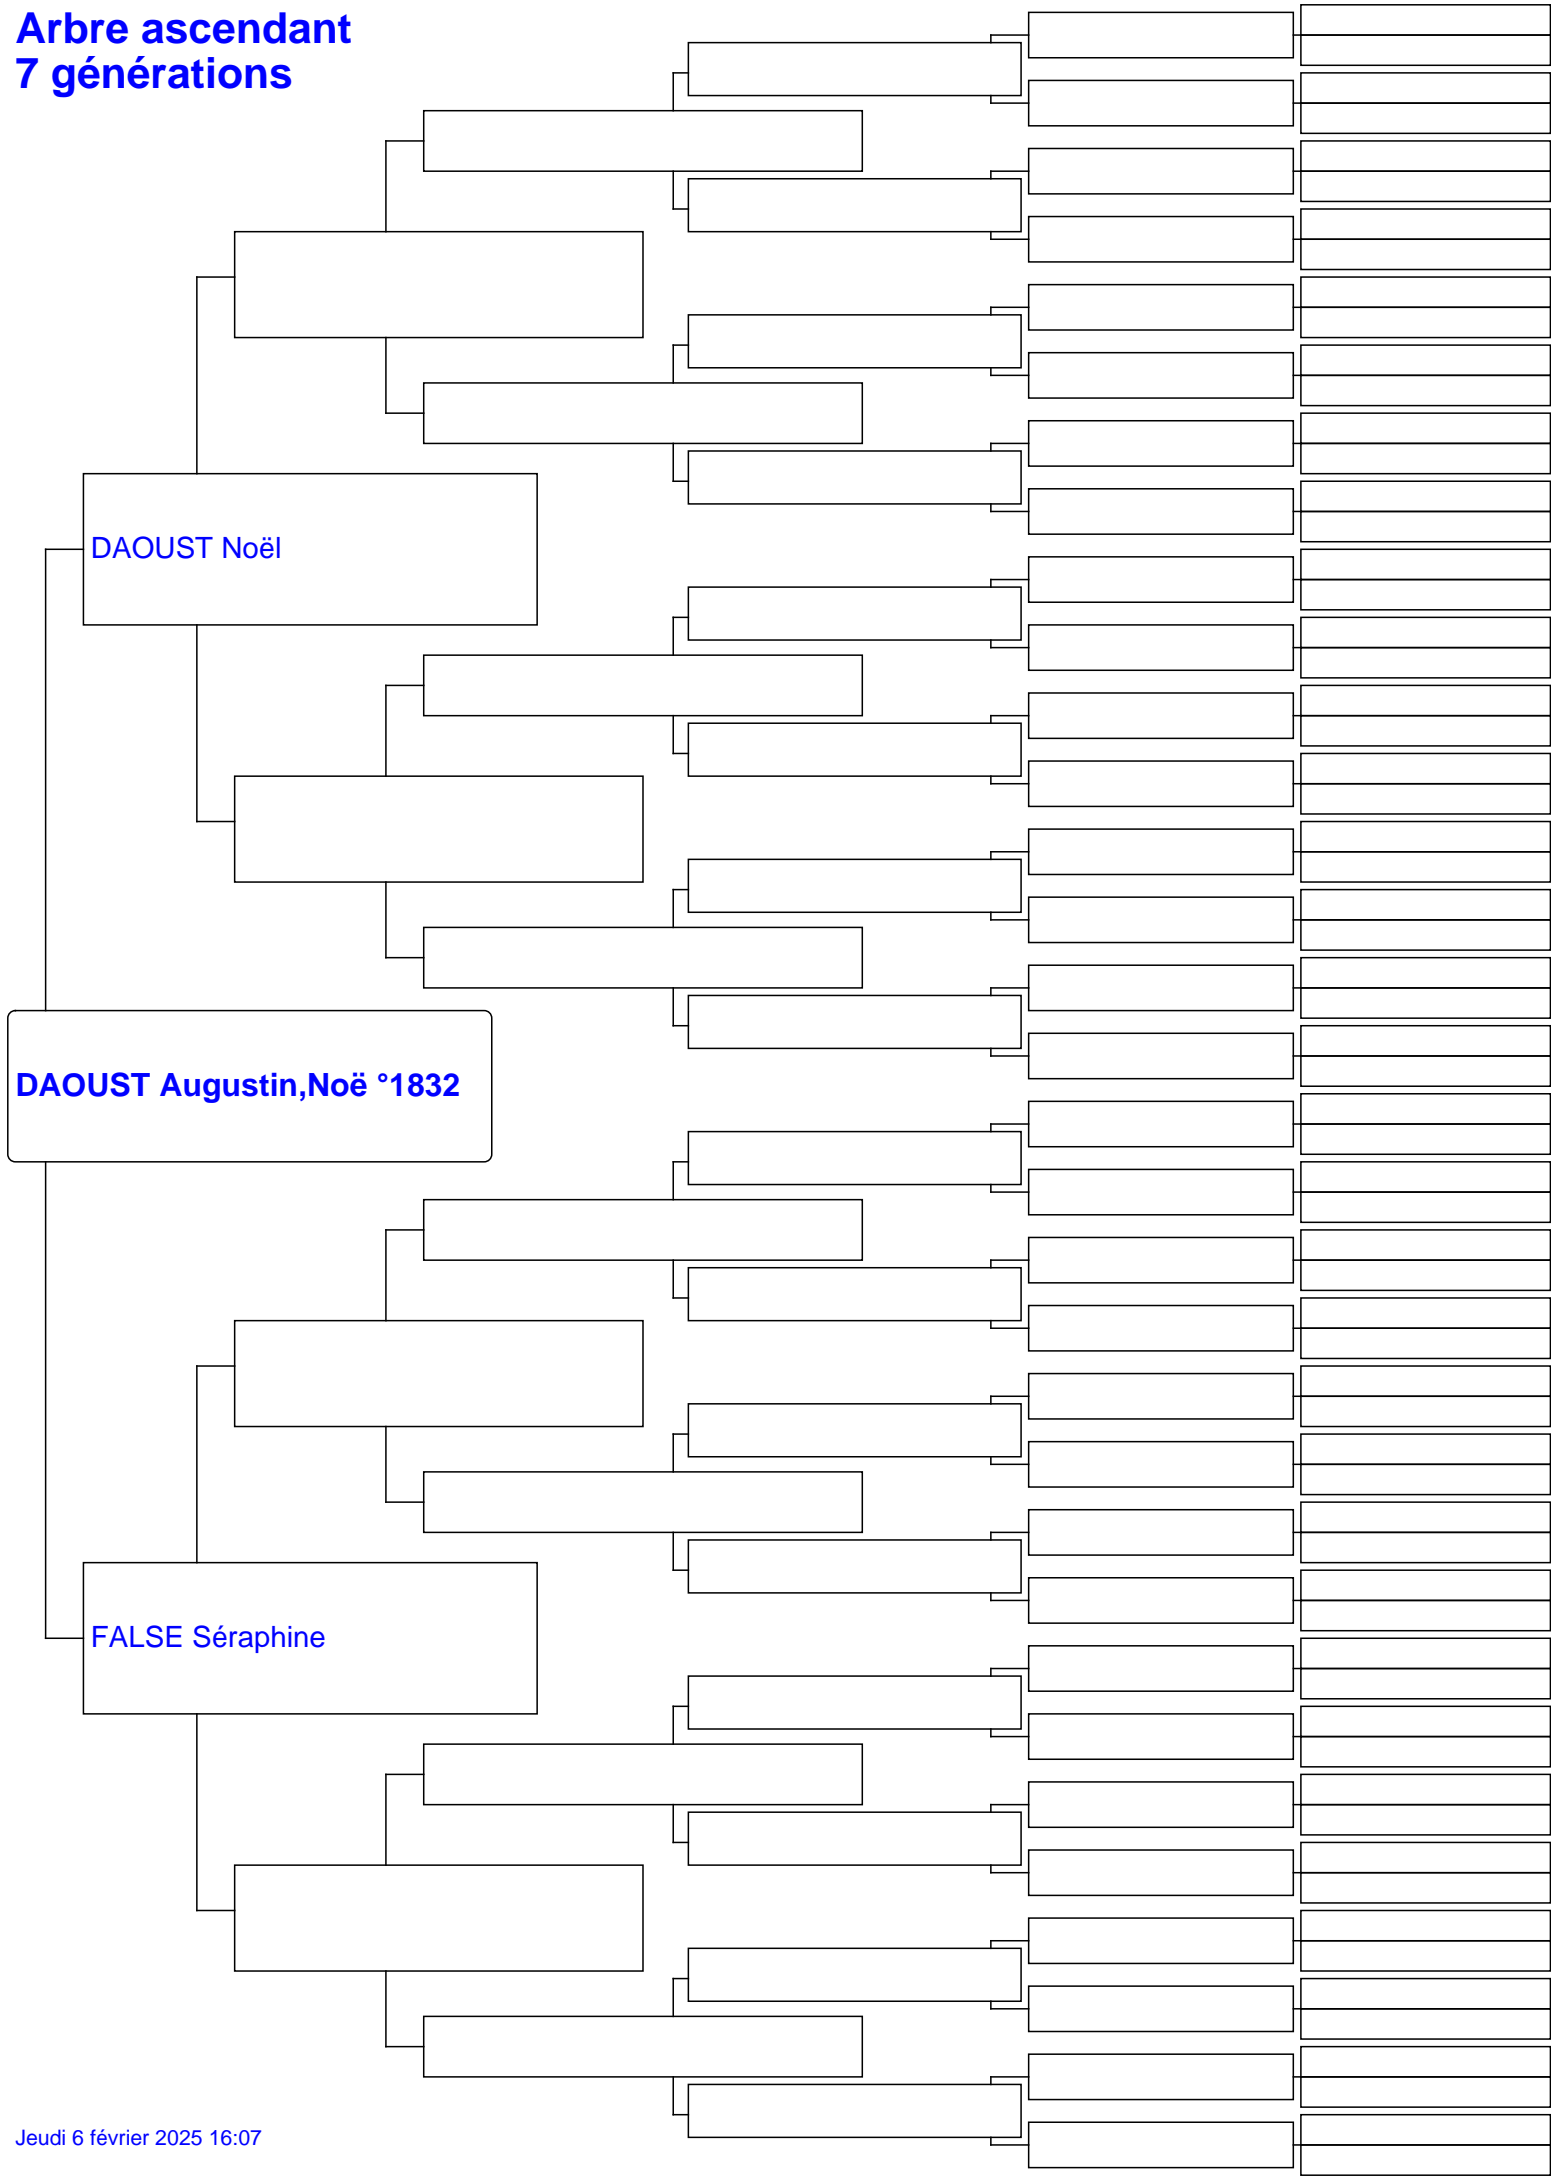 Arbre ascendant
7 générations
DAOUST Noël
DAOUST Augustin,Noë °1832
FALSE Séraphine
Jeudi 6 février 2025 16:07